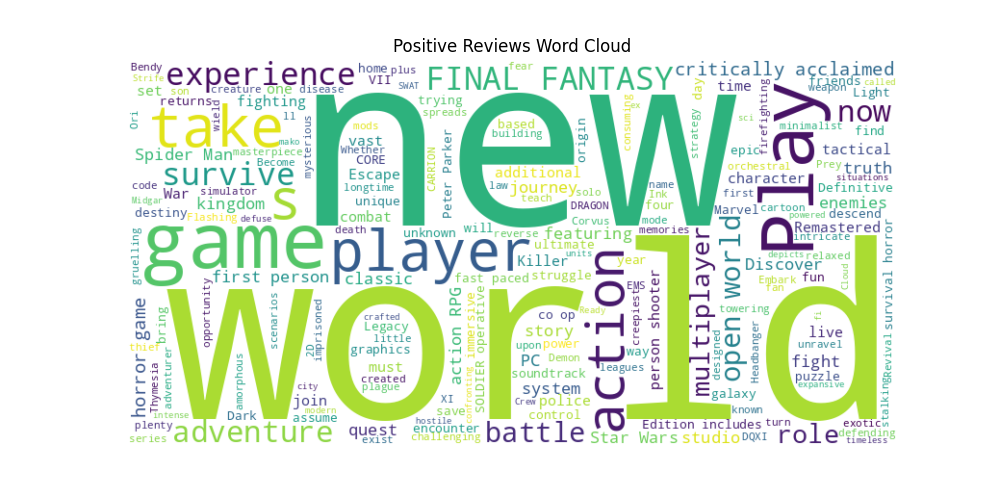 Positive Reviews Word Cloud
Bendy
Strife
experience
home
plus
fear
FINAL FANTASY
critically acclaimed
SWAT
VII
creature
disease
one
son
set
returns
fighting
wield
ll
trying
spreads
mods
time
friends
called
weapon
Light
now
Ori
take
mysterious
vast
based
building
origin
consuming
ex
strategy day
firefighting
sci
minimalist
find
Spider Man
masterpiece
Become
Whether
CORE
CARRION
Peter Parker
new
epic
Play
tactical
orchestral
truth
code
mako
survive
Escape
longtime
unique
additional
journey
teach
law
solo
name
Ink
four
character
first
Prey
situations
Definitive
enemies
Midgar
War
simulator
kingdom
s
destiny
Flashing
defuse
combat
death
unknown
will
reverse
DRAGON
Corvus
mode
memories
Marvel
cartoon
powered
descend
Remastered
intricate
gruelling
game
player
featuring
ultimate
units
Killer
struggle
fast paced
year
first person
classic
action
EMS
creepiest
person shooter
multiplayer
open world
depicts
relaxed
Discover
Embark
fan
fun
Cloud
survival horror
horror game
bring
thief
Thymesia
adventurer
opportunity
World
scenarios
2D
imprisoned
crafted
Legacy
little
graphics
must
created
plague
action RPG
SOLDIER operative
confronting
immersive
co op
story
upon
power
PC
Demon
soundtrack
Ready
way
leagues
designed
towering
Headbanger
galaxy
live
unravel
fi
fight
puzzle
expansive
Revival
stalking
amorphous
city
join
Dark
assume
modern
XI
save
Crew
system
police
control
hostile
encounter
challenging
known
plenty
intense
series
adventure
quest
exist
battle
Star Wars
Edition includes
studio
DQXI
turn
role
exotic
defending
timeless